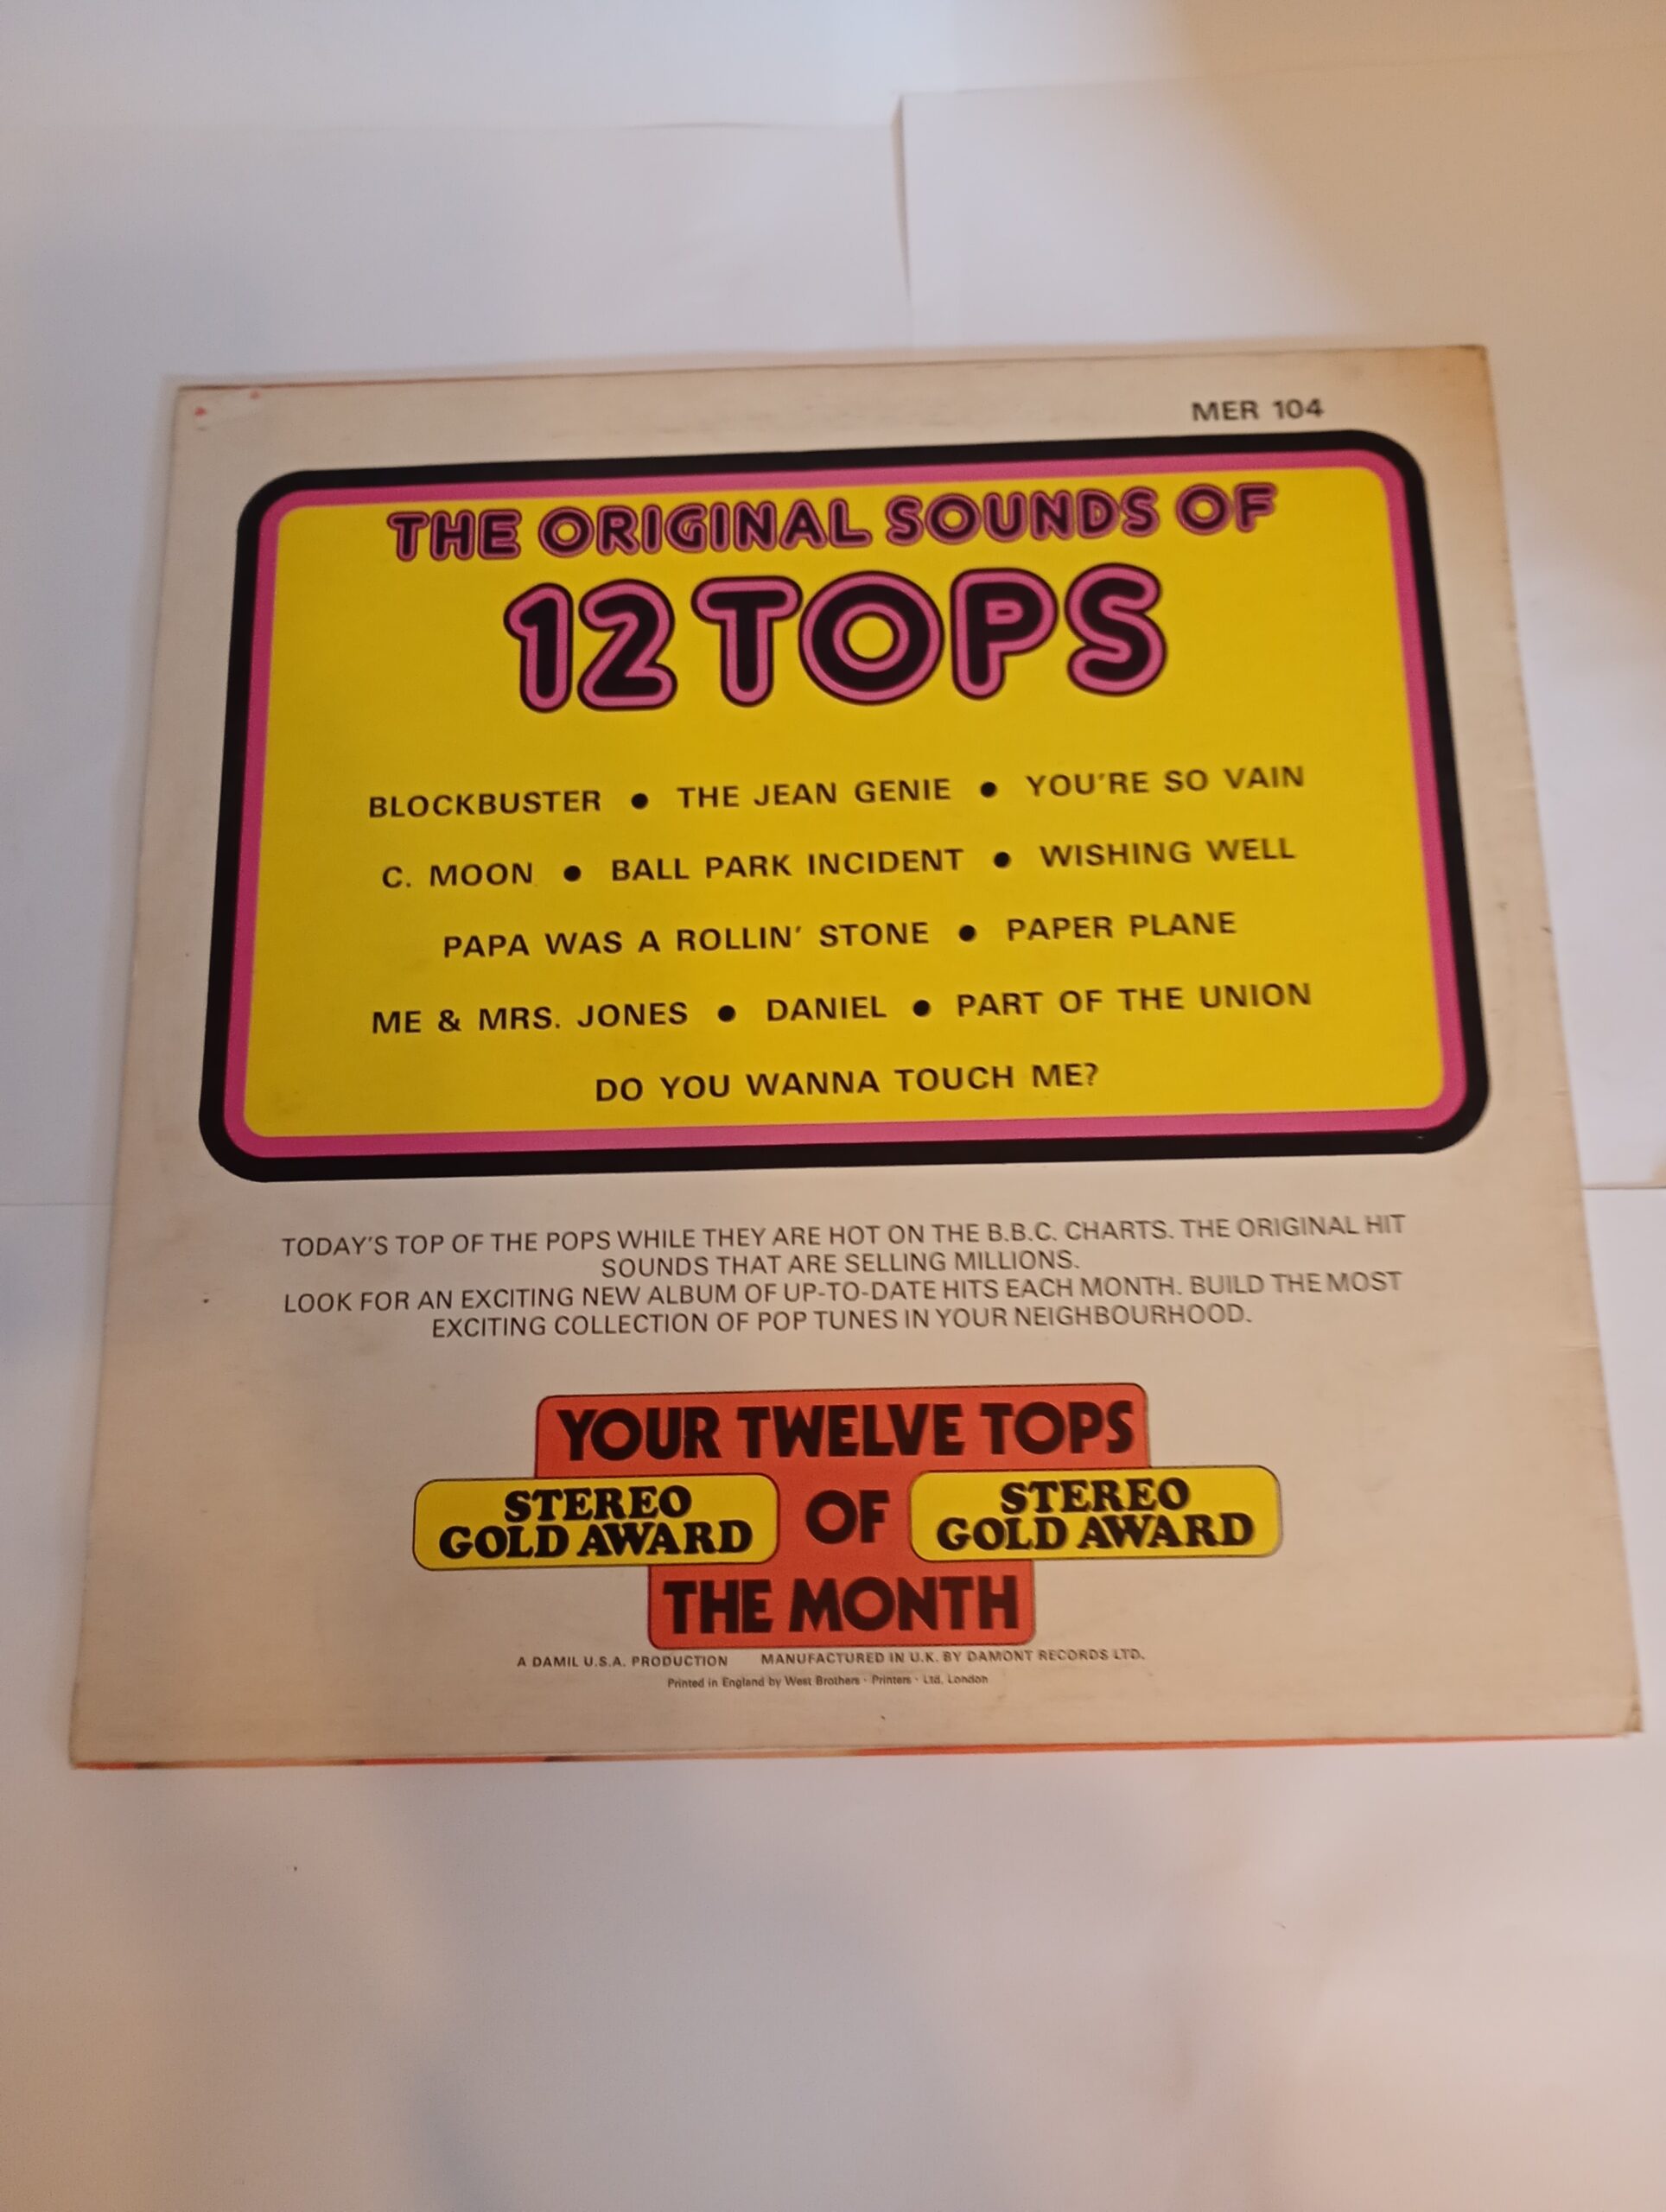 MER 104
THE ORIGINAL SOUNDS OF
12 TOPS
BLOCKBUSTER ● THE JEAN GENIE ● YOU'RE SO VAIN
C. MOON ● BALL PARK INCIDENT ● WISHING WELL
PAPA WAS A ROLLIN' STONE ● PAPER PLANE
ME & MRS. JONES ● DANIEL ● PART OF THE UNION
DO YOU WANNA TOUCH ME?
TODAY'S TOP OF THE POPS WHILE THEY ARE HOT ON THE B.B.C. CHARTS. THE ORIGINAL HIT
SOUNDS THAT ARE SELLING MILLIONS.
LOOK FOR AN EXCITING NEW ALBUM OF UP-TO-DATE HITS EACH MONTH. BUILD THE MOST
EXCITING COLLECTION OF POP TUNES IN YOUR NEIGHBOURHOOD.
YOUR TWELVE TOPS
STEREO
GOLD AWARD
OF
STEREO
GOLD AWARD
THE MONTH
A DAMIL U.S.A. PRODUCTION MANUFACTURED IN U.K. BY DAMONT RECORDS LTD.
Printed in England by West Brothers · Printers · Ltd. London